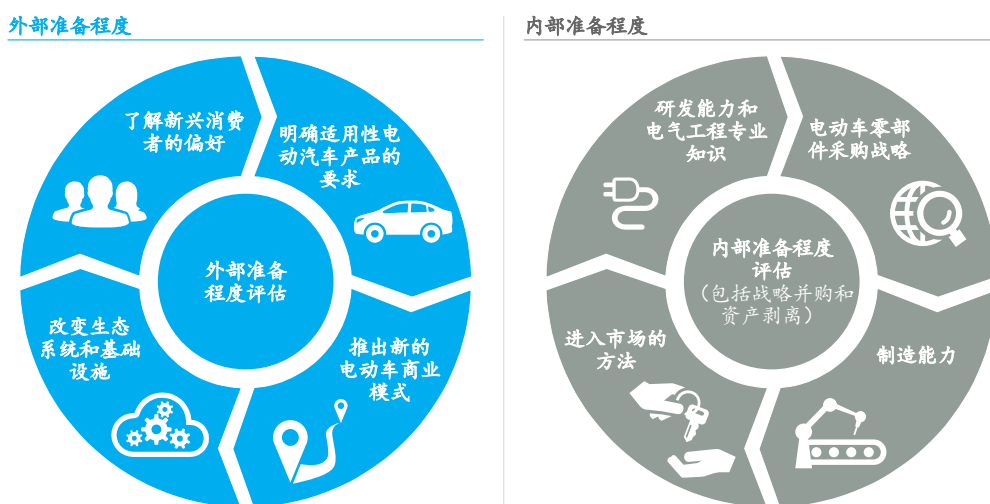 外部准备程度
了解新兴消费
者的偏好
明确适用性电
动汽车产品的
要求
外部准备
程度评估
改变生态
系统和基础
设施
推出新的
电动车商业
模式
内部准备程度
研发能力和
电气工程专业
知识
电动车零部
件采购战略
内部准备程度
评估
（包括战略并购和
资产剥离）
进入市场的
方法
制造能力